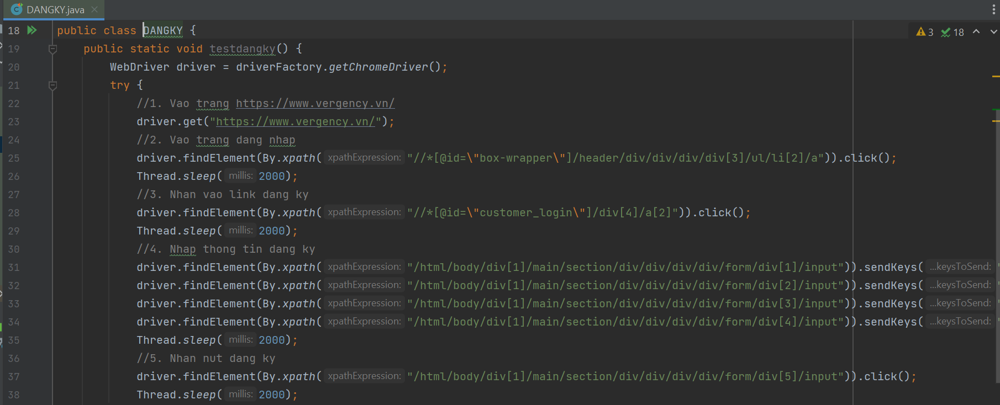 DANGKY.java
3 18
18 public class DANGKY {
19 public static void testdangky() {
20 WebDriver driver = driverFactory.getChromeDriver();
21 try {
22 //1. Vao trang https://www.vergency.vn/
23 driver.get("https://www.vergency.vn/");
24 //2. Vao trang dang nhap
25 driver.findElement(By.xpath( xpathExpression: "//*[@id=\"box-wrapper\"]/header/div/div/div/div[3]/ul/li[2]/a")).click();
26 Thread.sleep( millis: 2000);
27 //3. Nhan vao link dang ky
28 driver.findElement(By.xpath( xpathExpression: "//*[@id=\"customer_login\"]/div[4]/a[2]")).click();
29 Thread.sleep( millis: 2000);
30 //4. Nhap thong tin dang ky
31 driver.findElement(By.xpath( xpathExpression: "/html/body/div[1]/main/section/div/div/div/div/form/div[1]/input")).sendKeys( ...keysToSend: "
32 driver.findElement(By.xpath( xpathExpression: "/html/body/div[1]/main/section/div/div/div/div/form/div[2]/input")).sendKeys( ...keysToSend: "
33 driver.findElement(By.xpath( xpathExpression: "/html/body/div[1]/main/section/div/div/div/div/form/div[3]/input")).sendKeys( ...keysToSend: "
34 driver.findElement(By.xpath( xpathExpression: "/html/body/div[1]/main/section/div/div/div/div/form/div[4]/input")).sendKeys( ...keysToSend: "
35 Thread.sleep( millis: 2000);
36 //5. Nhan nut dang ky
37 driver.findElement(By.xpath( xpathExpression: "/html/body/div[1]/main/section/div/div/div/div/form/div[5]/input")).click();
38 Thread.sleep( millis: 2000);